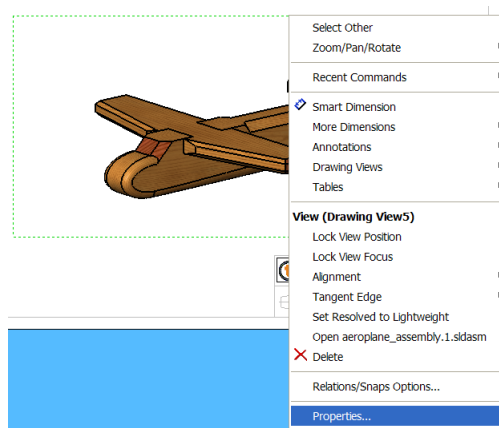 Select Other
Zoom/Pan/Rotate
Recent Commands
Smart Dimension
More Dimensions
Annotations
Drawing Views
Tables
View (Drawing View5)
Lock View Position
Lock View Focus
Alignment
Tangent Edge
Set Resolved to Lightweight
Open aeroplane_assembly.1.sldasm
Delete
Relations/Snaps Options...
Properties...